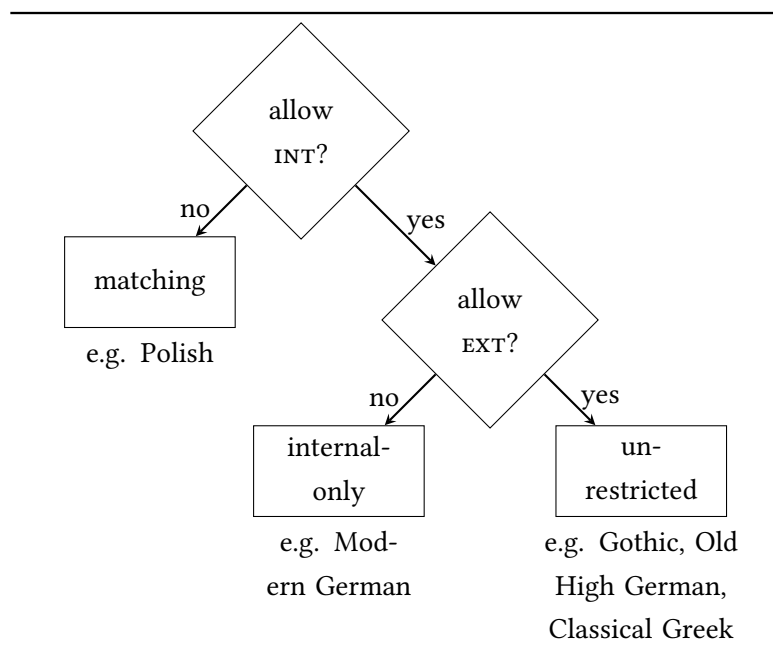 allow
INT?
no
yes
matching
e.g. Polish
allow
EXT?
no
yes
internal-
only
e.g. Mod-
ern German
un-
restricted
e.g. Gothic, Old
High German,
Classical Greek